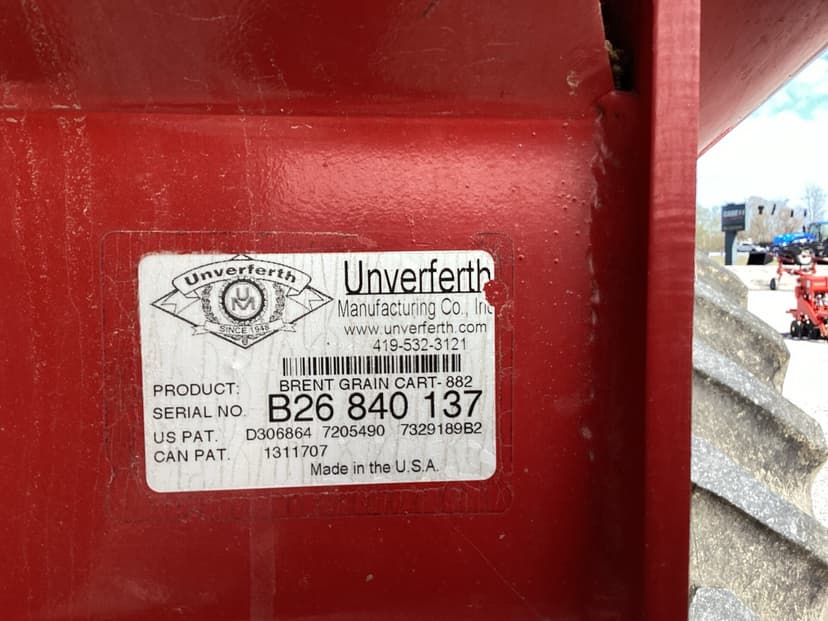 Unverferth
UM
SINCE 1948
Unverferth
Manufacturing Co., Inc
www.unverferth.com
419-532-3121
PRODUCT: BRENT GRAIN CART- 882
SERIAL NO. B26 840 137
US PAT. D306864 7205490 7329189B2
CAN PAT. 1311707
Made in the U.S.A.